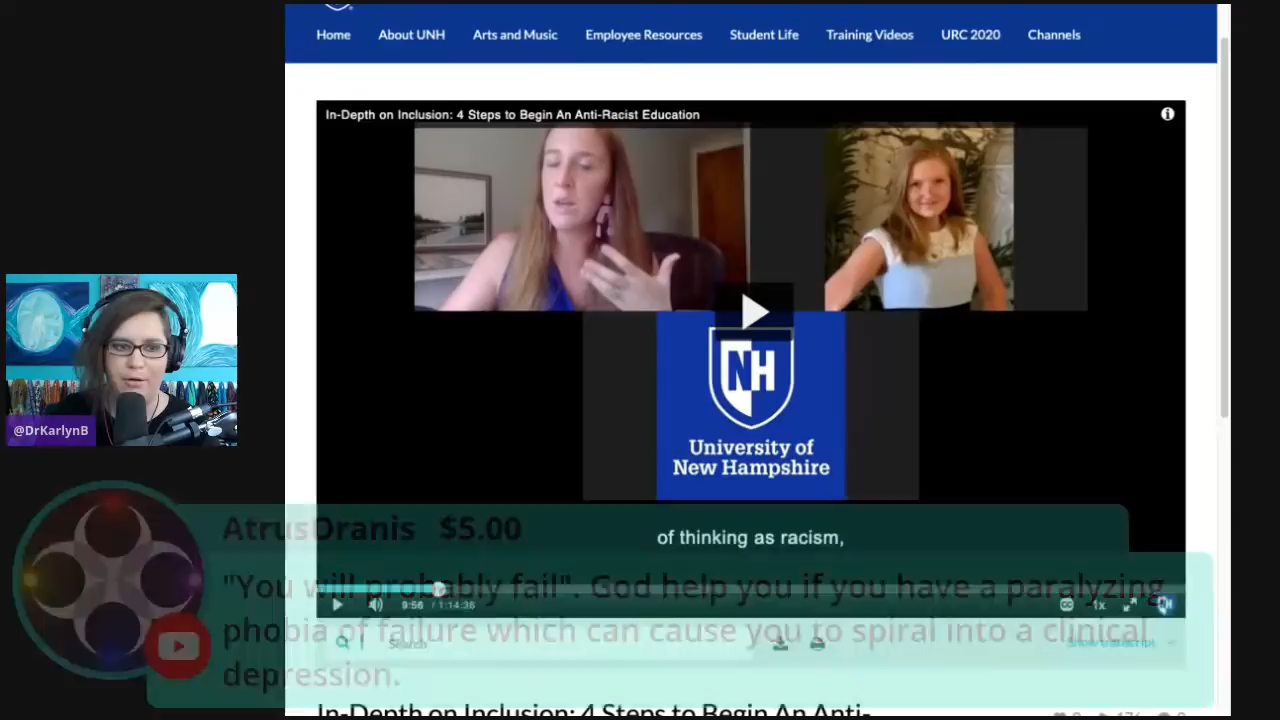 Home About UNH Arts and Music Employee Resources Student Life Training Videos URC 2020 Channels
In-Depth on Inclusion: 4 Steps to Begin An Anti-Racist Education
@DrKarlynB
NH
University of
New Hampshire
AtrusDranis $5.00
of thinking as racism,
"You will probably fail". God help you if you have a paralyzing
9:56 / 1:14:36
1x
phobia of failure which can cause you to spiral into a clinical
Search
depression.
In-Depth on Inclusion: 4 Steps to Begin An Anti-